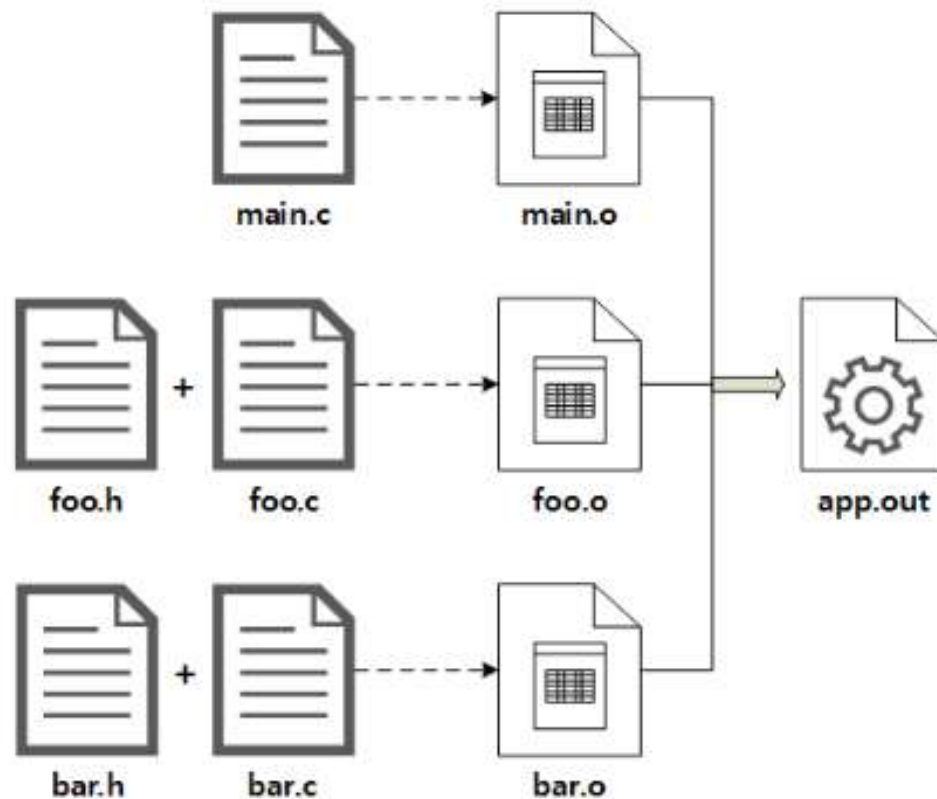 main.c
main.o
+
foo.h
foo.c
foo.o
app.out
+
bar.h
bar.c
bar.o